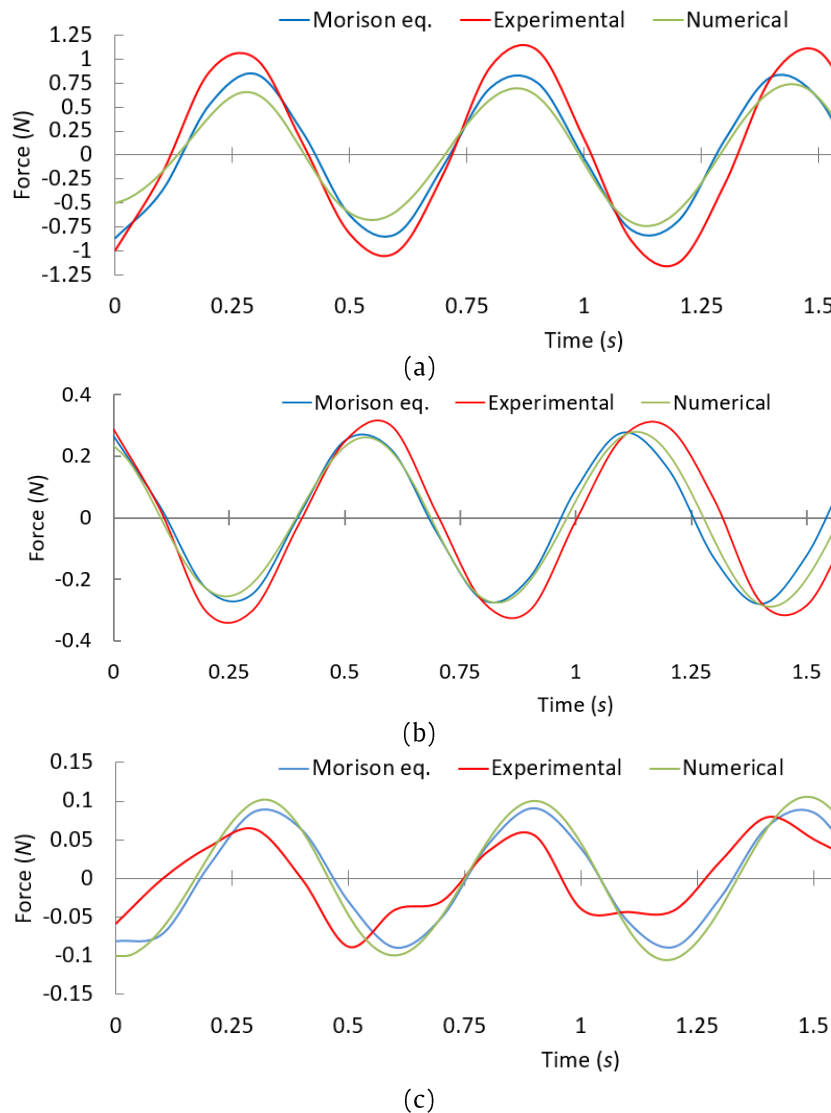 Morison eq. Experimental Numerical
1.25
1
0.75
0.5
0.25
0
-0.25
-0.5
-0.75
-1
-1.25
Force (N)
0 0.25 0.5 0.75 1 1.25 1.5
Time (s)
(a)
Morison eq. Experimental Numerical
0.4
0.2
0
-0.2
-0.4
Force (N)
0 0.25 0.5 0.75 1 1.25 1.5
Time (s)
(b)
Morison eq. Experimental Numerical
0.15
0.1
0.05
0
-0.05
-0.1
-0.15
Force (N)
0 0.25 0.5 0.75 1 1.25 1.5
Time (s)
(c)